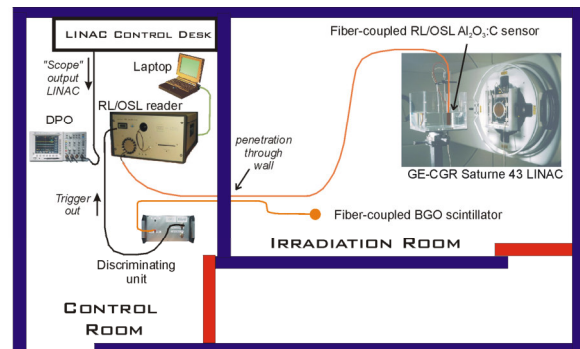 LINAC CONTROL DESK
"Scope"
output
LINAC
Laptop
RL/OSL reader
DPO
Trigger
out
Discriminating
unit
CONTROL
ROOM
penetration
through
wall
Fiber-coupled RL/OSL Al₂O₃:C sensor
GE-CGR Saturne 43 LINAC
Fiber-coupled BGO scintillator
IRRADIATION ROOM